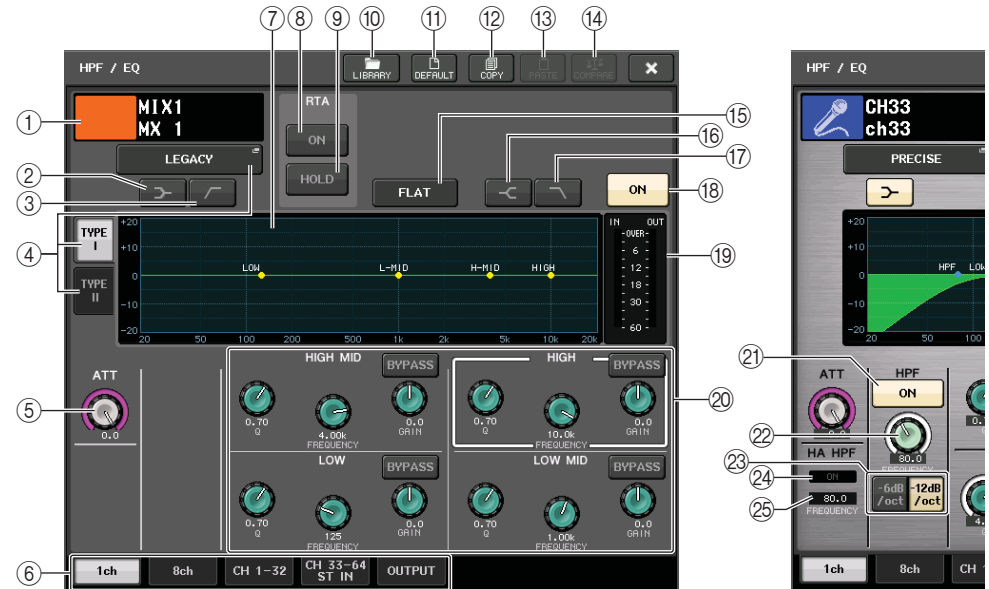 ⑦ ⑧ ⑨ ⑩ ⑪ ⑫ ⑬ ⑭
HPF / EQ
LIBRARY
DEFAULT
COPY
PASTE
COMPARE
①
MIX1
MX 1
RTA
ON
HOLD
LEGACY
②
③
FLAT
ON
⑮
⑯
⑰
⑱
④
TYPE
I
TYPE
II
+20
+10
0
-10
-20
LOW
L-MID
H-MID
HIGH
20 50 100 200 500 1k 2k 5k 10k 20k
IN OUT
-OVER-
6
12
18
30
60
⑲
HIGH MID
BYPASS
0.70
Q
4.00k
FREQUENCY
0.0
GAIN
HIGH
BYPASS
0.70
Q
10.0k
FREQUENCY
0.0
GAIN
⑳
ATT
⑤
0.0
LOW
BYPASS
0.70
Q
125
FREQUENCY
0.0
GAIN
LOW MID
BYPASS
0.70
Q
1.00k
FREQUENCY
0.0
GAIN
⑥
1ch
8ch
CH 1-32
CH 33-64
ST IN
OUTPUT
HPF / EQ
CH33
ch33
PRECISE
+20
+10
0
-10
-20
HPF
LOW
20 50 100
㉑
ATT
0.0
HPF
ON
㉒
80.0
FREQUENCY
㉓
HA HPF
㉔
ON
㉕
80.0
FREQUENCY
-6dB
/oct
-12dB
/oct
1ch
8ch